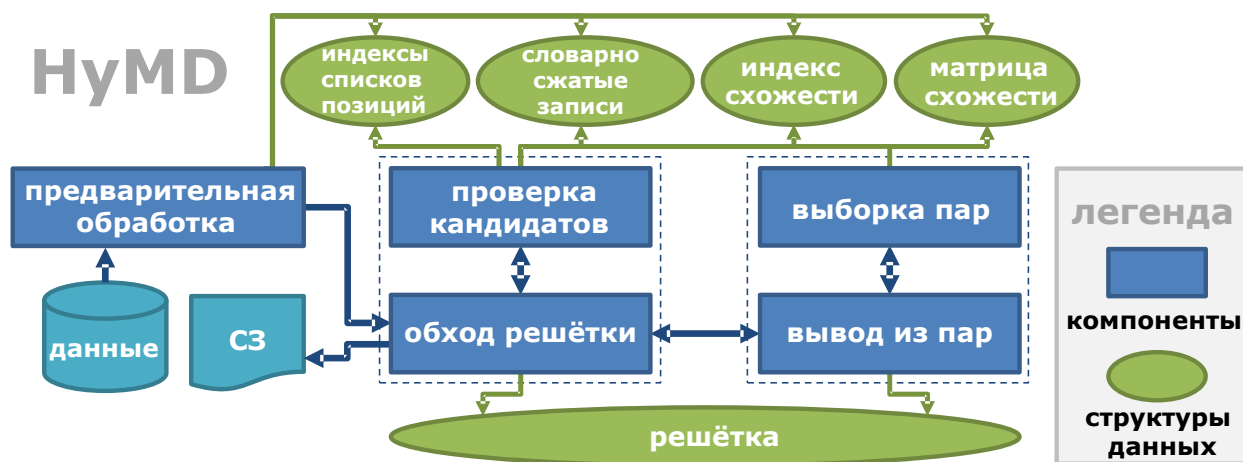 HyMD
индексы
списков
позиций
словарно
сжатые
записи
индекс
схожести
матрица
схожести
предварительная
обработка
проверка
кандидатов
выборка пар
данные
СЗ
обход решётки
вывод из пар
решётка
легенда
компоненты
структуры
данных